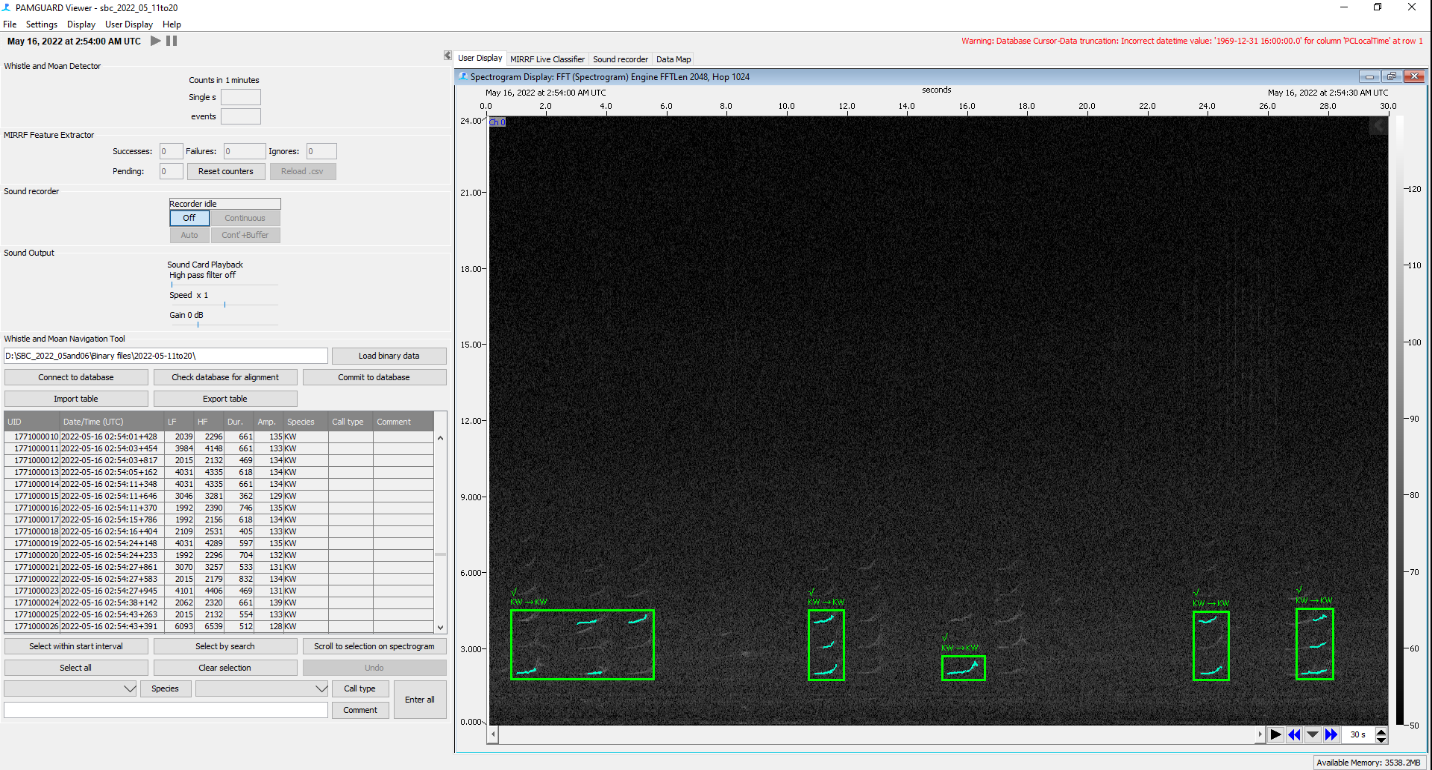 PAMGUARD Viewer - sbc_2022_05_11to20
File Settings Display User Display Help
May 16, 2022 at 2:54:00 AM UTC
Warning: Database Cursor-Data truncation: Incorrect datetime value: '1969-12-31 16:00:00.0' for column 'PCLocalTime' at row 1
Whistle and Moan Detector
Counts in 1 minutes
Single s
events
MIRRF Feature Extractor
Successes: 0 Failures: 0 Ignores: 0
Pending: 0 Reset counters Reload .csv
Sound recorder
Recorder idle
Off Continuous
Auto Cont.+Buffer
Sound Output
Sound Card Playback
High pass filter off
Speed x 1
Gain 0 dB
Whistle and Moan Navigation Tool
D:\SBC_2022_05and06\Binary files\2022-05-11to20\ Load binary data
Connect to database Check database for alignment Commit to database
Import table Export table
UID Date/Time (UTC) LF HF Dur. Amp. Species Call type Comment
1771000010 2022-05-16 02:54:01+428 2039 2296 661 135 KW
1771000011 2022-05-16 02:54:03+454 3984 4148 661 133 KW
1771000012 2022-05-16 02:54:03+817 2015 2132 469 134 KW
1771000013 2022-05-16 02:54:05+162 4031 4335 618 134 KW
1771000014 2022-05-16 02:54:11+348 4031 4335 661 134 KW
1771000015 2022-05-16 02:54:11+646 3046 3281 362 129 KW
1771000016 2022-05-16 02:54:11+370 1992 2390 746 135 KW
1771000017 2022-05-16 02:54:15+786 1992 2156 618 134 KW
1771000018 2022-05-16 02:54:16+404 2109 2531 405 133 KW
1771000019 2022-05-16 02:54:24+148 4031 4289 597 135 KW
1771000020 2022-05-16 02:54:24+233 1992 2296 704 132 KW
1771000021 2022-05-16 02:54:27+861 3070 3257 533 131 KW
1771000022 2022-05-16 02:54:27+583 2015 2179 832 134 KW
1771000023 2022-05-16 02:54:27+945 4101 4406 469 131 KW
1771000024 2022-05-16 02:54:38+142 2062 2320 661 139 KW
1771000025 2022-05-16 02:54:43+263 2015 2132 554 133 KW
1771000026 2022-05-16 02:54:43+391 6093 6539 512 128 KW
Select within start interval Select by search Scroll to selection on spectrogram
Select all Clear selection Undo
Species Call type Enter all
Comment
User Display MIRRF Live Classifier Sound recorder Data Map
Spectrogram Display: FFT (Spectrogram) Engine FFTLen 2048, Hop 1024
May 16, 2022 at 2:54:00 AM UTC seconds May 16, 2022 at 2:54:30 AM UTC
0.0 2.0 4.0 6.0 8.0 10.0 12.0 14.0 16.0 18.0 20.0 22.0 24.0 26.0 28.0 30.0
24.00 Ch 0
21.00
18.00
15.00
12.00
9.000
6.000
3.000
0.000
120
110
100
90
80
70
60
50
√ √ √ √ √
KW→KW KW→KW KW→KW KW→KW KW→KW
30 s
Available Memory: 3538.2MB